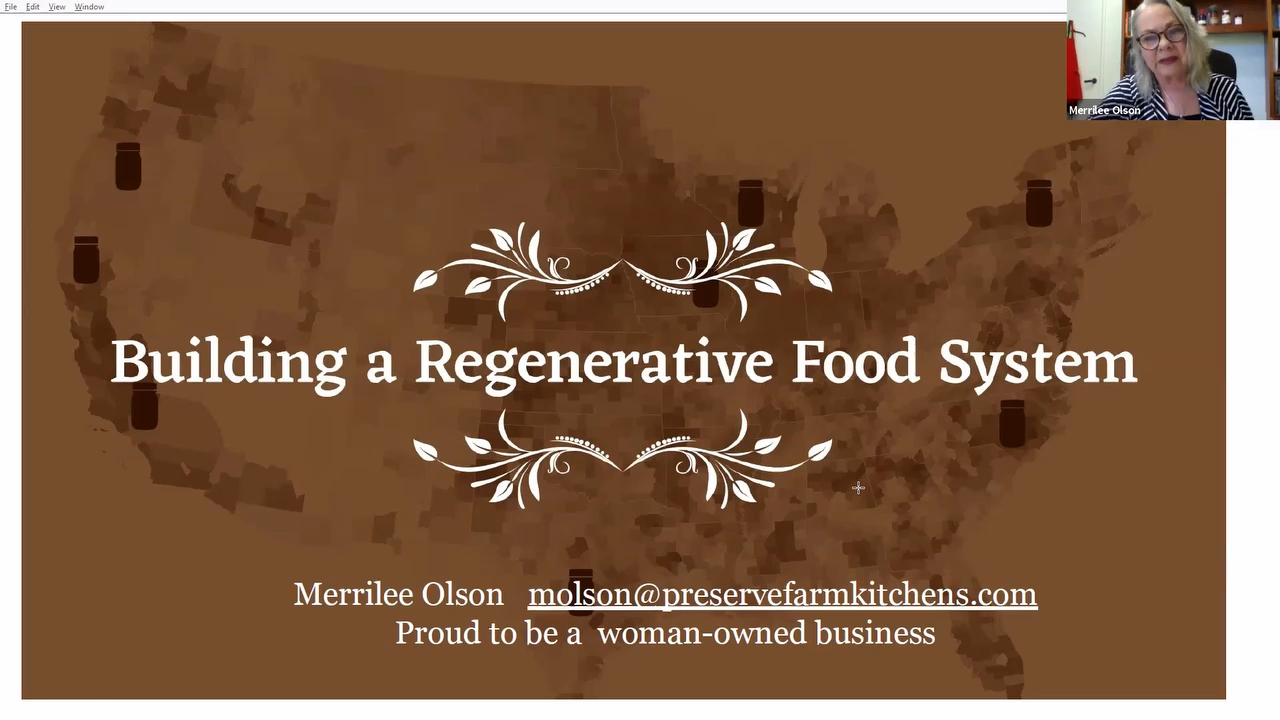 File Edit View Window
Merrilee Olson
Building a Regenerative Food System
Merrilee Olson molson@preservefarmkitchens.com
Proud to be a woman-owned business